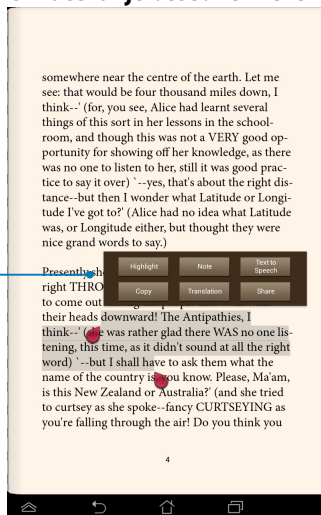 somewhere near the centre of the earth. Let me
see: that would be four thousand miles down, I
think--' (for, you see, Alice had learnt several
things of this sort in her lessons in the school-
room, and though this was not a VERY good op-
portunity for showing off her knowledge, as there
was no one to listen to her, still it was good prac-
tice to say it over) `--yes, that's about the right dis-
tance--but then I wonder what Latitude or Longi-
tude I've got to?' (Alice had no idea what Latitude
was, or Longitude either, but thought they were
nice grand words to say.)
Presently
right
to come out
Highlight Note Text to Speech
Copy Translation Share
their heads downward! The Antipathies, I
think--' (she was rather glad there WAS no one lis-
tening, this time, as it didn't sound at all the right
word) `--but I shall have to ask them what the
name of the country is, you know. Please, Ma'am,
is this New Zealand or Australia?' (and she tried
to curtsey as she spoke--fancy CURTSEYING as
you're falling through the air! Do you think you
4